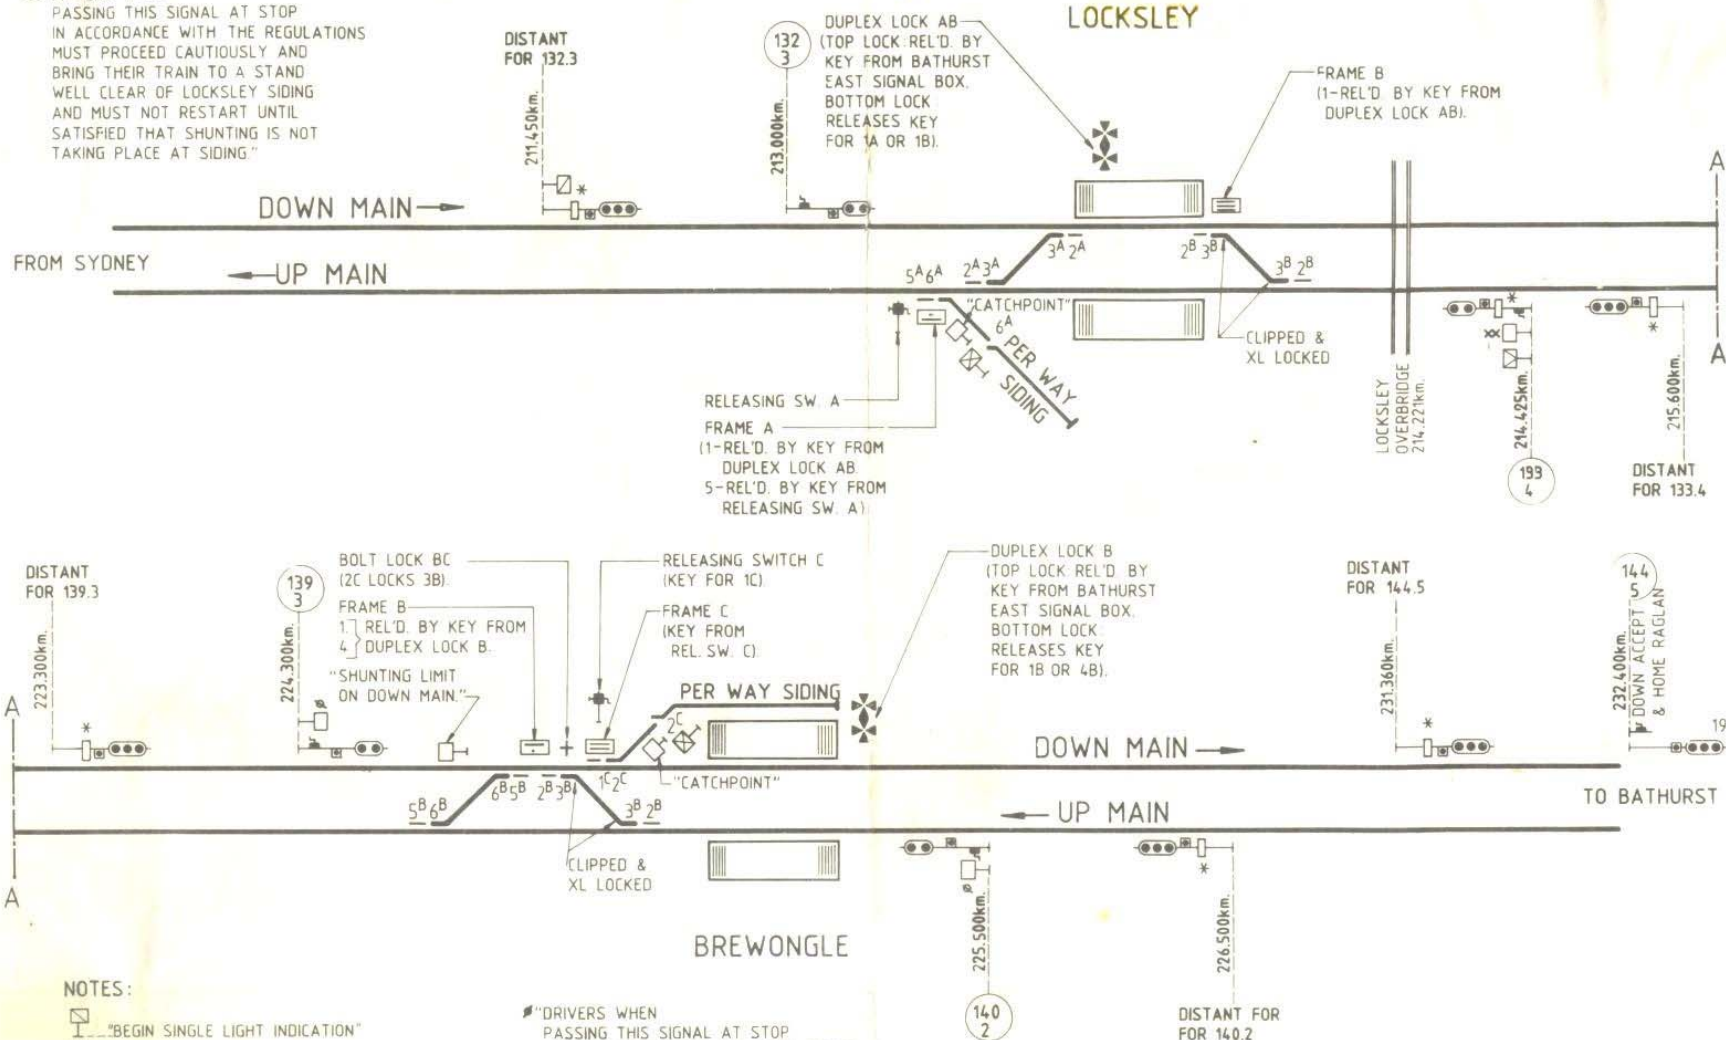 PASSING THIS SIGNAL AT STOP
IN ACCORDANCE WITH THE REGULATIONS
MUST PROCEED CAUTIOUSLY AND
BRING THEIR TRAIN TO A STAND
WELL CLEAR OF LOCKSLEY SIDING
AND MUST NOT RESTART UNTIL
SATISFIED THAT SHUNTING IS NOT
TAKING PLACE AT SIDING."
DISTANT
FOR 132.3
211.450km.
132
3
213.000km.
DUPLEX LOCK AB
(TOP LOCK REL'D. BY
KEY FROM BATHURST
EAST SIGNAL BOX.
BOTTOM LOCK
RELEASES KEY
FOR 1A OR 1B).
LOCKSLEY
FRAME B
(1-REL'D. BY KEY FROM
DUPLEX LOCK AB).
A
DOWN MAIN
FROM SYDNEY
UP MAIN
5A 6A
2A 3A
3A 2A
2B 3B
3B 2B
"CATCHPOINT"
6A
PER WAY
SIDING
CLIPPED &
XL LOCKED
RELEASING SW. A
FRAME A
(1-REL'D. BY KEY FROM
DUPLEX LOCK AB.
5-REL'D. BY KEY FROM
RELEASING SW. A)
LOCKSLEY
OVERBRIDGE
214.221km.
214.425km.
133
4
215.600km.
DISTANT
FOR 133.4
A
DISTANT
FOR 139.3
223.300km.
139
3
224.300km.
BOLT LOCK BC
(2C LOCKS 3B).
FRAME B
1.} REL'D. BY KEY FROM
4.} DUPLEX LOCK B.
"SHUNTING LIMIT
ON DOWN MAIN."
RELEASING SWITCH C
(KEY FOR 1C)
FRAME C
(KEY FROM
REL. SW. C).
PER WAY SIDING
DUPLEX LOCK B
(TOP LOCK REL'D. BY
KEY FROM BATHURST
EAST SIGNAL BOX.
BOTTOM LOCK
RELEASES KEY
FOR 1B OR 4B).
DISTANT
FOR 144.5
231.360km.
144
5
232.400km.
DOWN ACCEPT
& HOME RAGLAN
19
A
2C
"CATCHPOINT"
DOWN MAIN
5B 6B
6B 5B
2B 3B
1C 2C
3B 2B
UP MAIN
TO BATHURST
A
CLIPPED &
XL LOCKED
BREWONGLE
225.500km.
140
2
226.500km.
DISTANT FOR
FOR 140.2
NOTES:
"BEGIN SINGLE LIGHT INDICATION"
"DRIVERS WHEN
PASSING THIS SIGNAL AT STOP